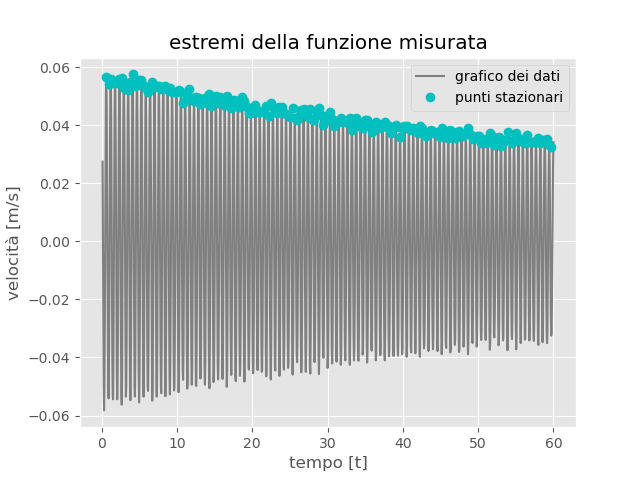 estremi della funzione misurata
grafico dei dati
punti stazionari
velocità [m/s]
0.06
0.04
0.02
0.00
−0.02
−0.04
−0.06
0 10 20 30 40 50 60
tempo [t]